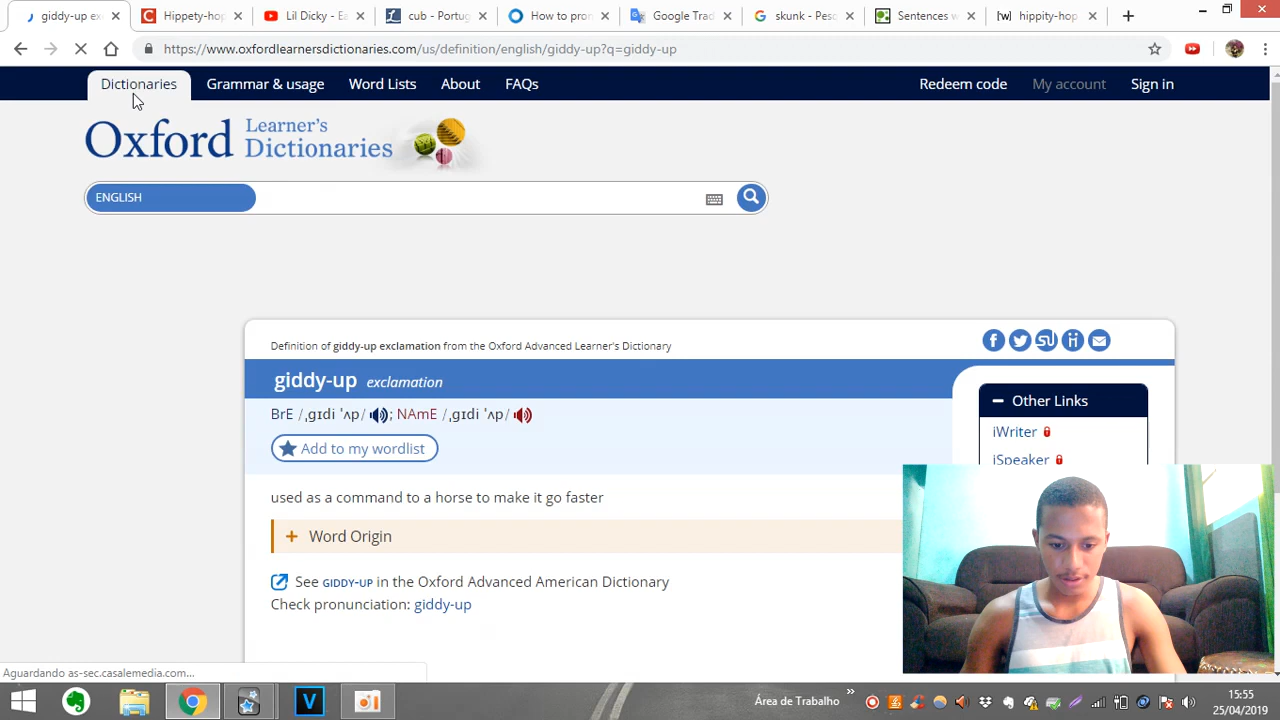 giddy-up ex
Hippety-hop
Lil Dicky - Ea
cub - Portug
How to pron
Google Trad
skunk - Pesq
Sentences w
hippity-hop
https://www.oxfordlearnersdictionaries.com/us/definition/english/giddy-up?q=giddy-up
Dictionaries Grammar & usage Word Lists About FAQs Redeem code My account Sign in
Oxford Learner's Dictionaries
ENGLISH
Definition of giddy-up exclamation from the Oxford Advanced Learner's Dictionary
giddy-up exclamation
BrE /ˌɡɪdi ˈʌp/ ; NAmE /ˌɡɪdi ˈʌp/
Add to my wordlist
used as a command to a horse to make it go faster
+ Word Origin
See GIDDY-UP in the Oxford Advanced American Dictionary
Check pronunciation: giddy-up
Other Links
iWriter
iSpeaker
Aguardando as-sec.casalemedia.com...
Área de Trabalho
15:55
25/04/2019